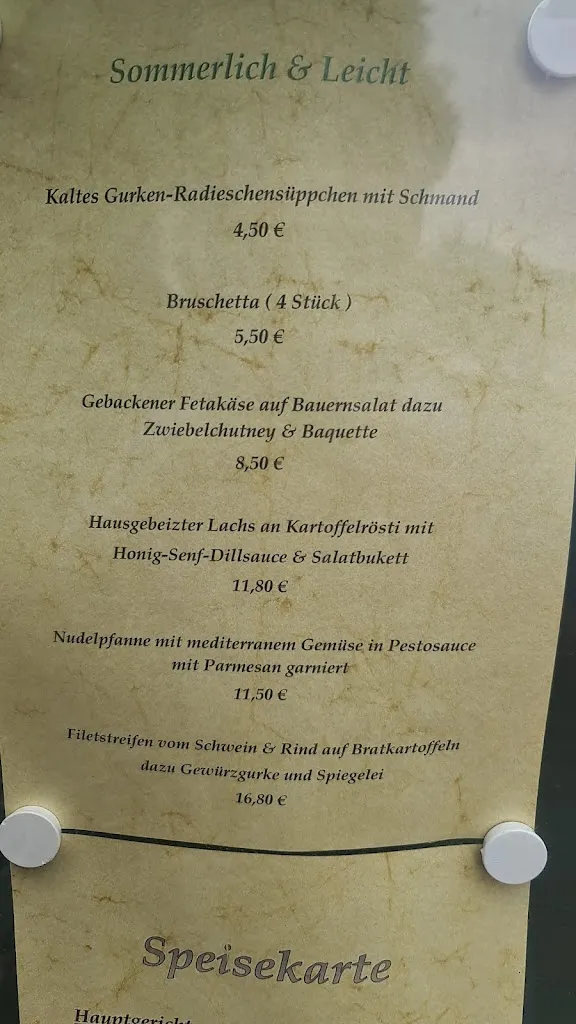 Sommerlich & Leicht
Kaltes Gurken-Radieschensüppchen mit Schmand
4,50 €
Bruschetta ( 4 Stück )
5,50 €
Gebackener Fetakäse auf Bauernsalat dazu
Zwiebelchutney & Baquette
8,50 €
Hausgebeizter Lachs an Kartoffelrösti mit
Honig-Senf-Dillsauce & Salatbukett
11,80 €
Nudelpfanne mit mediterranem Gemüse in Pestosauce
mit Parmesan garniert
11,50 €
Filetstreifen vom Schwein & Rind auf Bratkartoffeln
dazu Gewürzgurke und Spiegelei
16,80 €
Speisekarte
Hauptgericht